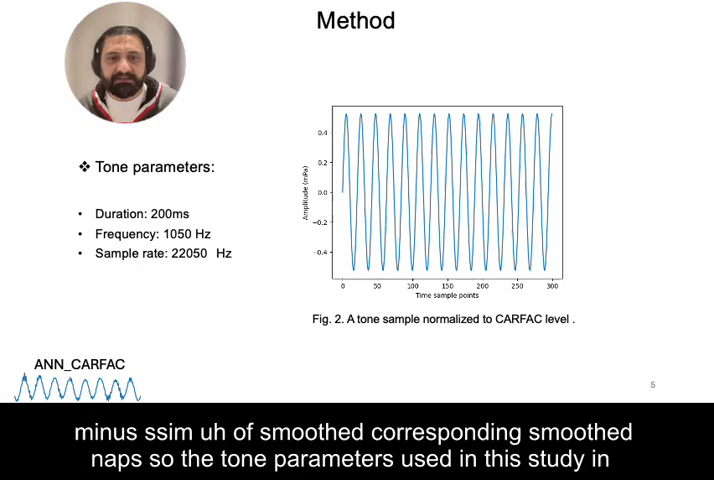 Method
❖ Tone parameters:
• Duration: 200ms
• Frequency: 1050 Hz
• Sample rate: 22050 Hz
Amplitude (mPa)
0.4
0.2
0.0
−0.2
−0.4
0 50 100 150 200 250 300
Time sample points
Fig. 2. A tone sample normalized to CARFAC level .
ANN_CARFAC
5
minus ssim uh of smoothed corresponding smoothed
naps so the tone parameters used in this study in